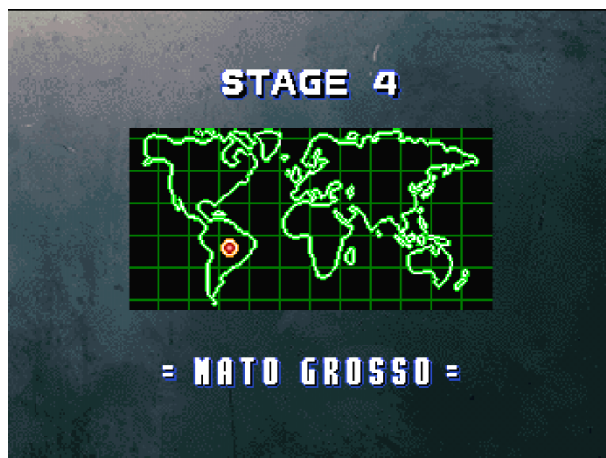 STAGE 4
= MATO GROSSO =